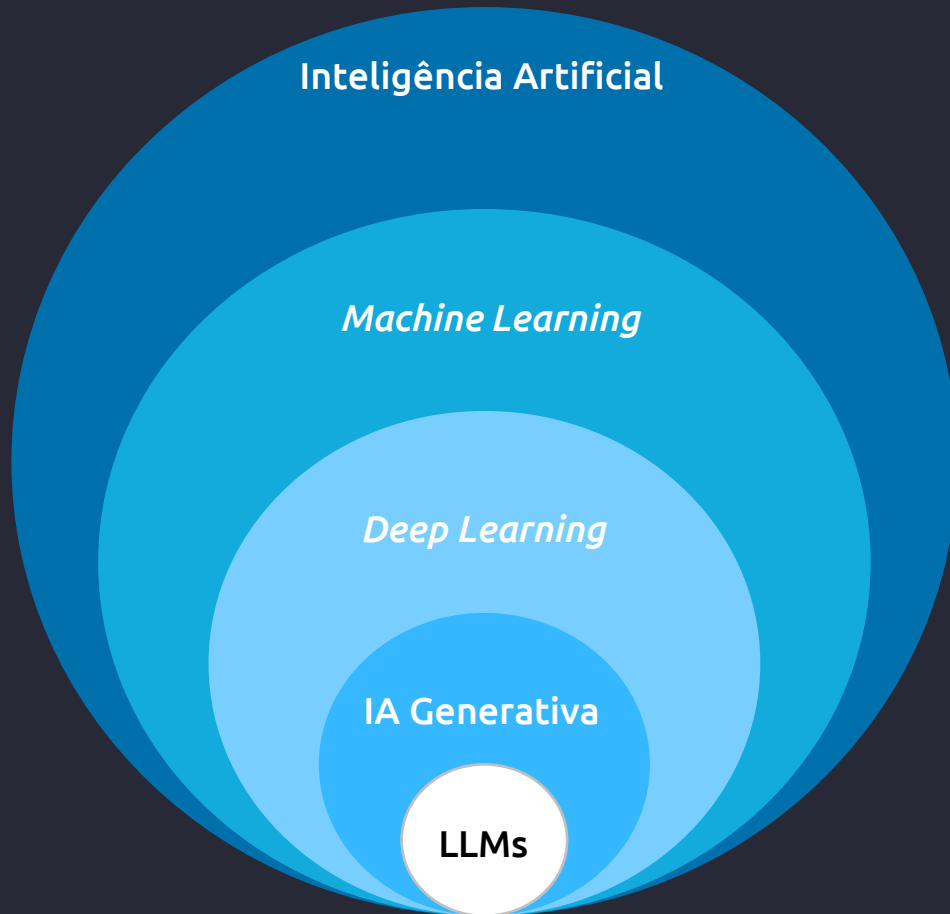 Inteligência Artificial
Machine Learning
Deep Learning
IA Generativa
LLMs